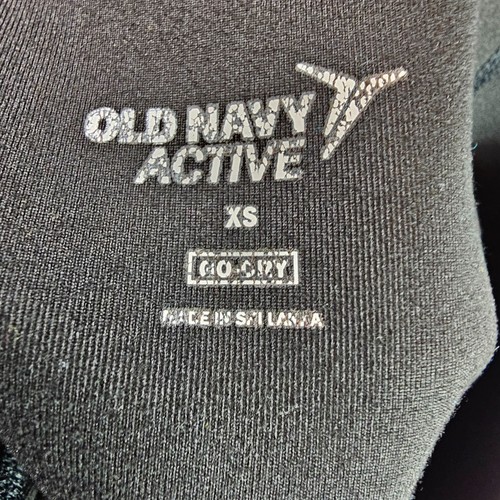 OLD NAVY
ACTIVE
XS
GO-DRY
MADE IN SRI LANKA